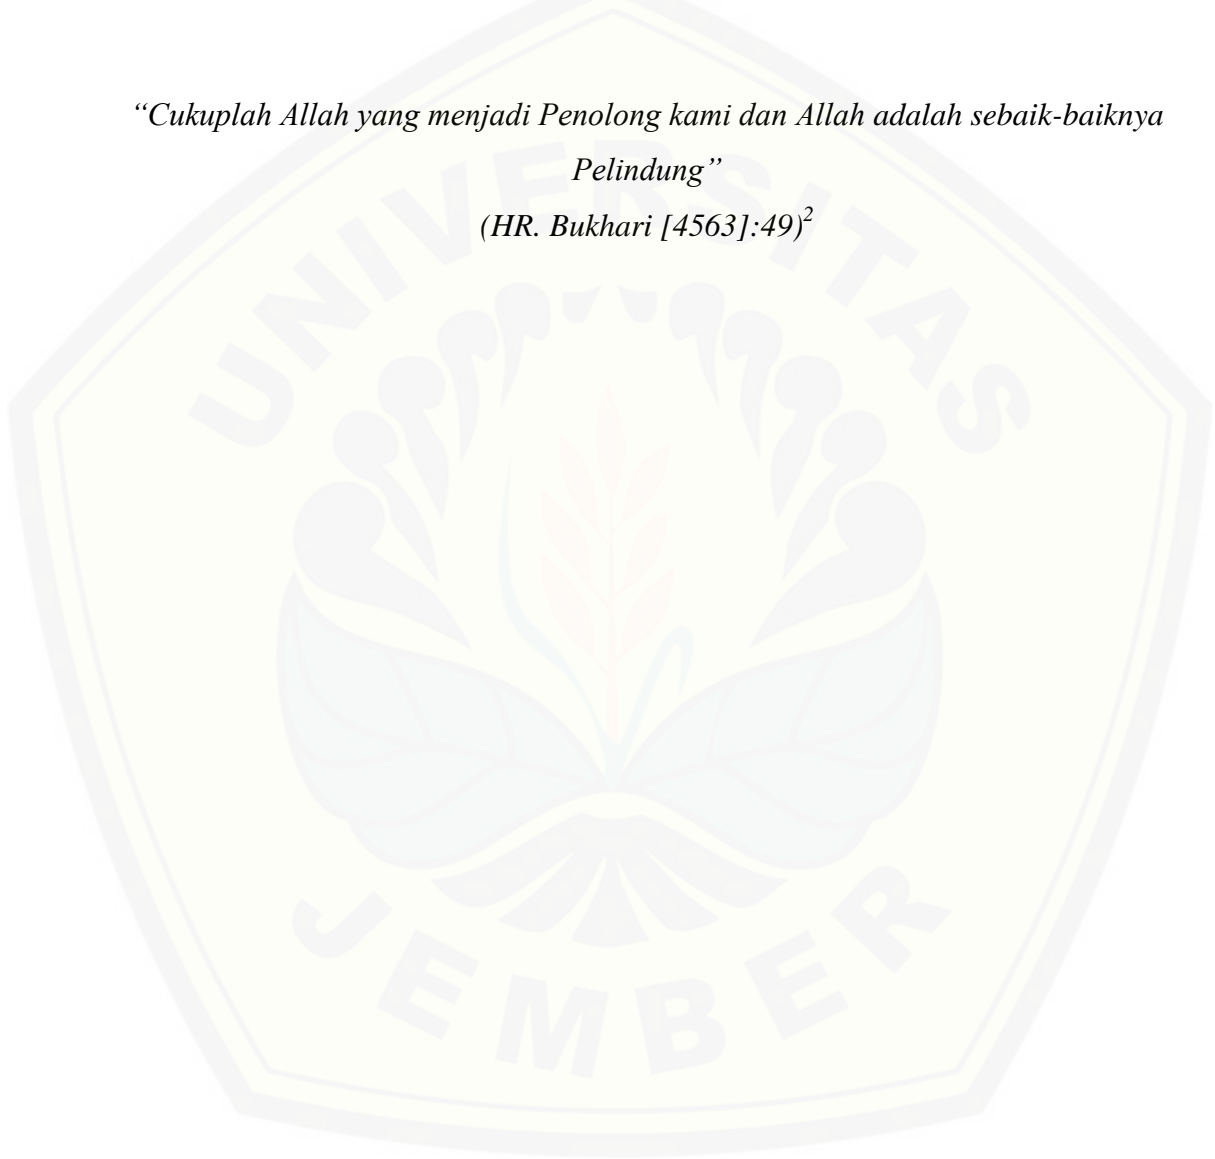 “Cukuplah Allah yang menjadi Penolong kami dan Allah adalah sebaik-baiknya
Pelindung”
(HR. Bukhari [4563]:49)2
UNIVERSITAS
JEMBER